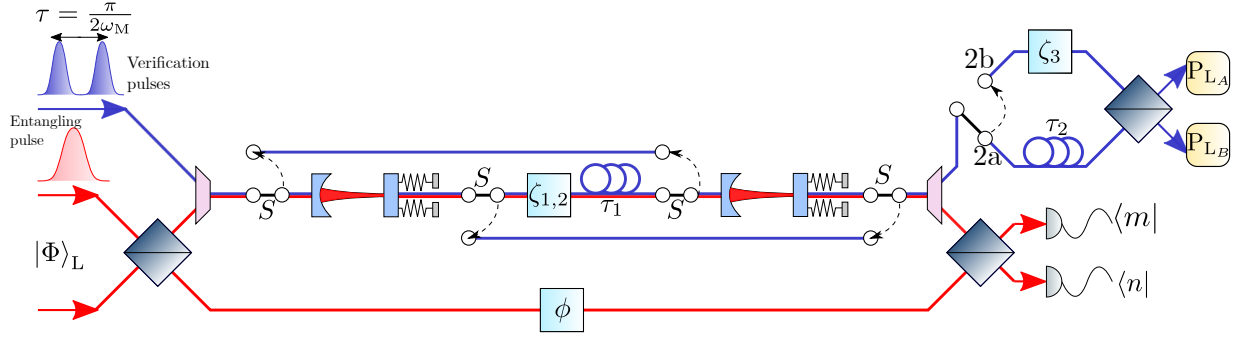 τ = π/2ω_M
Verification
pulses
Entangling
pulse
|Φ⟩_L
S
S
ζ_{1,2}
τ_1
S
S
ϕ
2b
2a
ζ_3
τ_2
P_{L_A}
P_{L_B}
⟨m|
⟨n|